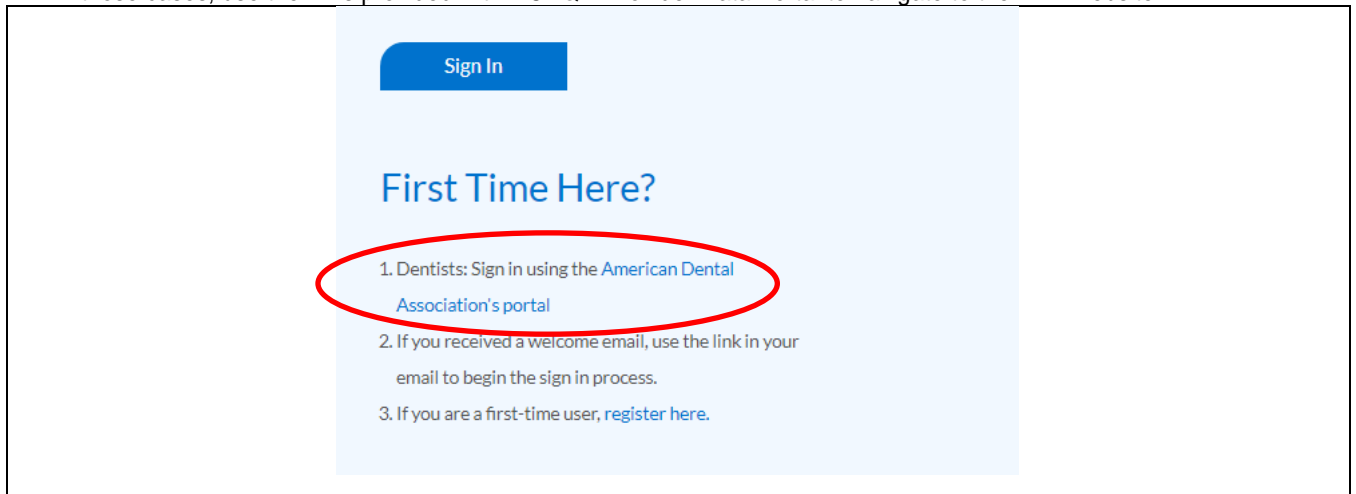 Sign In
First Time Here?
1. Dentists: Sign in using the American Dental
Association's portal
2. If you received a welcome email, use the link in your
email to begin the sign in process.
3. If you are a first-time user, register here.